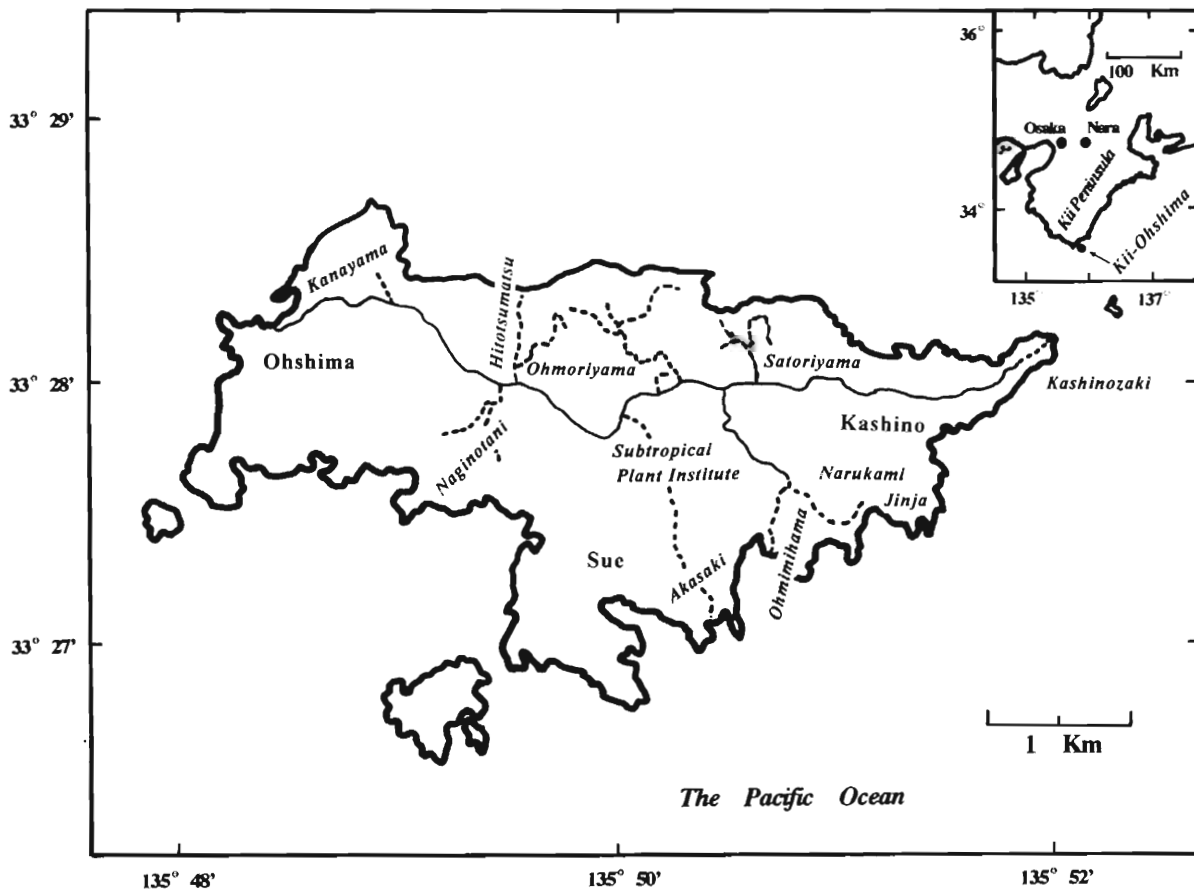 36°
100 Km
Osaka
Nara
Kii Peninsula
34°
Kii-Ohshima
135°
137°
33° 29'
Kanayama
Hitotsumatsu
Ohshima
Ohmoriyama
Satoriyama
33° 28'
Kashinozaki
Kashino
Naginotani
Subtropical
Plant Institute
Narukami
Jinja
Sue
Akasaki
Ohmimihama
33° 27'
1 Km
The Pacific Ocean
135° 48'
135° 50'
135° 52'